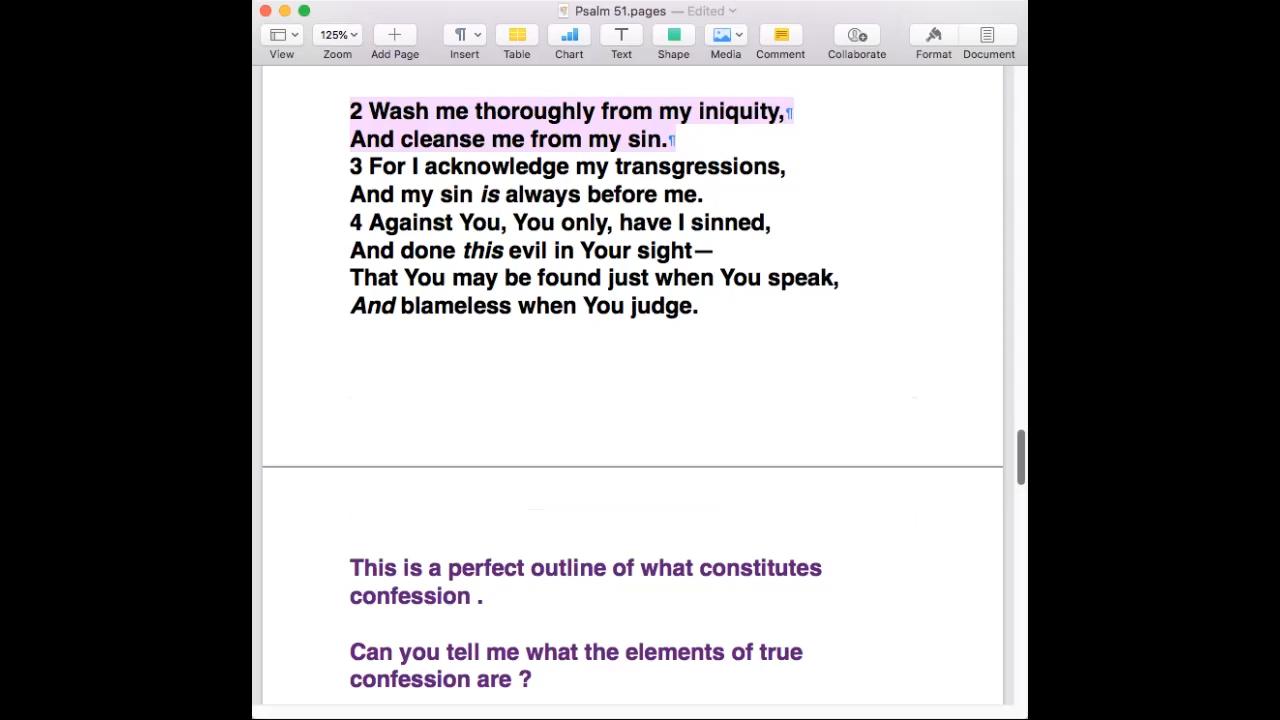 Psalm 51.pages — Edited
View 125% Zoom Add Page Insert Table Chart Text Shape Media Comment Collaborate Format Document
2 Wash me thoroughly from my iniquity,¶
And cleanse me from my sin.¶
3 For I acknowledge my transgressions,
And my sin is always before me.
4 Against You, You only, have I sinned,
And done this evil in Your sight—
That You may be found just when You speak,
And blameless when You judge.
This is a perfect outline of what constitutes
confession .
Can you tell me what the elements of true
confession are ?